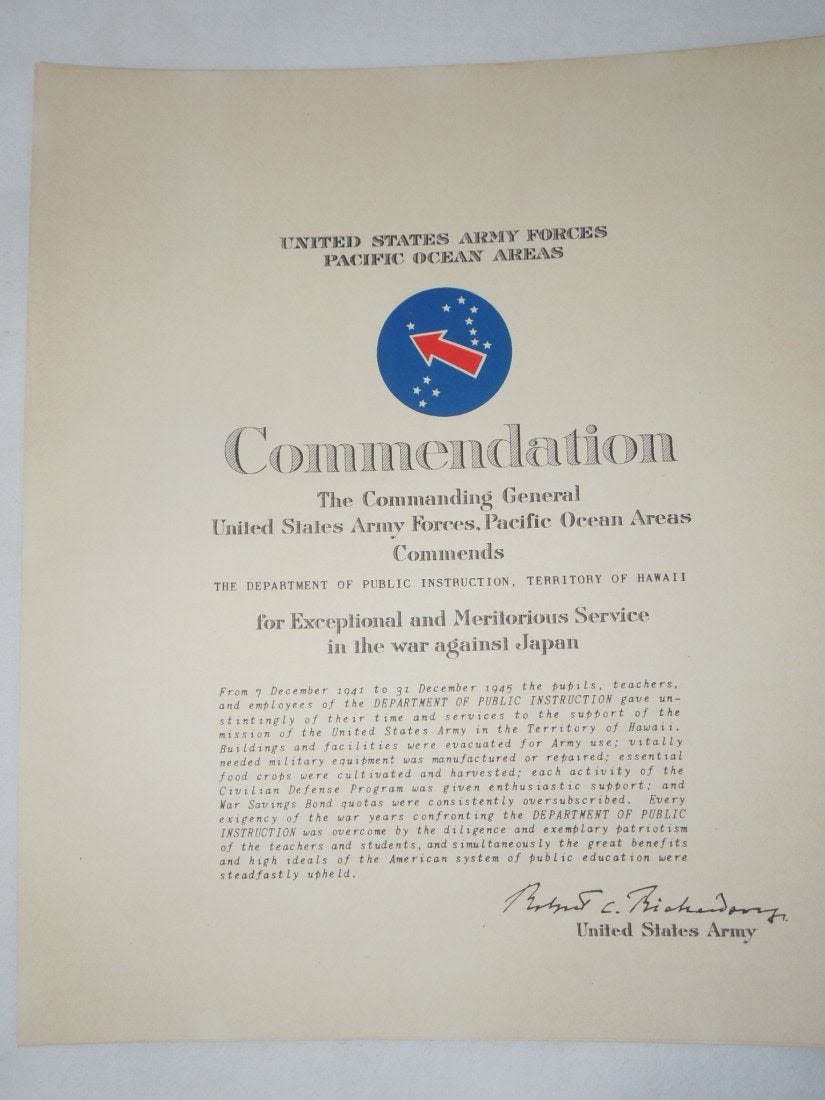 UNITED STATES ARMY FORCES
PACIFIC OCEAN AREAS
Commendation
The Commanding General
United States Army Forces, Pacific Ocean Areas
Commends
THE DEPARTMENT OF PUBLIC INSTRUCTION, TERRITORY OF HAWAII
for Exceptional and Meritorious Service
in the war against Japan
From 7 December 1941 to 31 December 1945 the pupils, teachers,
and employees of the DEPARTMENT OF PUBLIC INSTRUCTION gave un-
stintingly of their time and services to the support of the
mission of the United States Army in the Territory of Hawaii.
Buildings and facilities were evacuated for Army use; vitally
needed military equipment was manufactured or repaired; essential
food crops were cultivated and harvested; each activity of the
Civilian Defense Program was given enthusiastic support; and
War Savings Bond quotas were consistently oversubscribed. Every
exigency of the war years confronting the DEPARTMENT OF PUBLIC
INSTRUCTION was overcome by the diligence and exemplary patriotism
of the teachers and students, and simultaneously the great benefits
and high ideals of the American system of public education were
steadfastly upheld.
Robert C. Richardson, Jr.
United States Army